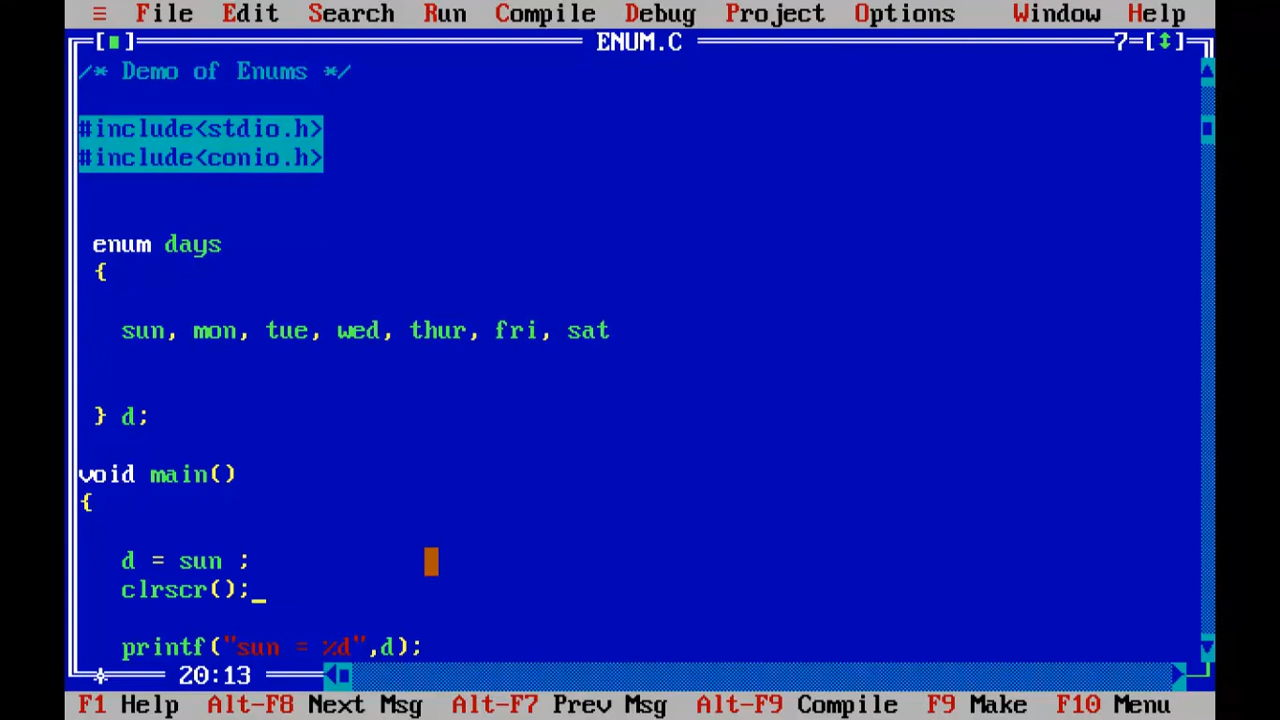 ≡ File Edit Search Run Compile Debug Project Options Window Help
[■] ENUM.C 7=[↕]
/* Demo of Enums */
#include<stdio.h>
#include<conio.h>
enum days
{
sun, mon, tue, wed, thur, fri, sat
} d;
void main()
{
d = sun ;
clrscr();_
printf("sun = %d",d);
* 20:13
F1 Help Alt-F8 Next Msg Alt-F7 Prev Msg Alt-F9 Compile F9 Make F10 Menu